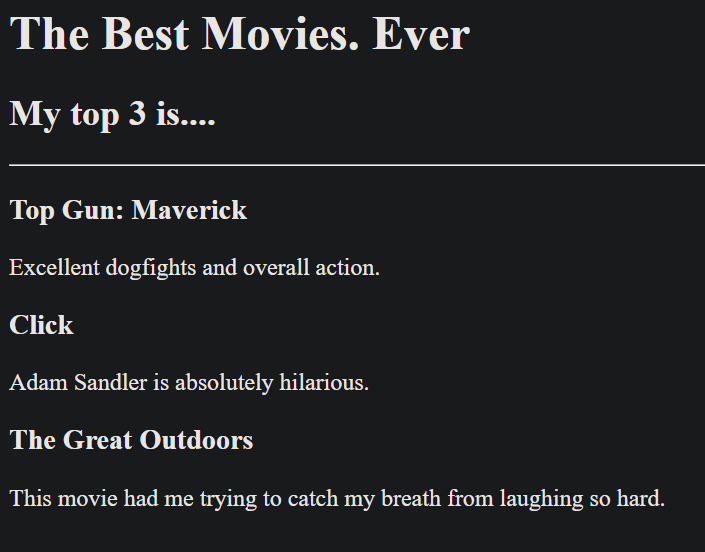 The Best Movies. Ever
My top 3 is....
Top Gun: Maverick
Excellent dogfights and overall action.
Click
Adam Sandler is absolutely hilarious.
The Great Outdoors
This movie had me trying to catch my breath from laughing so hard.